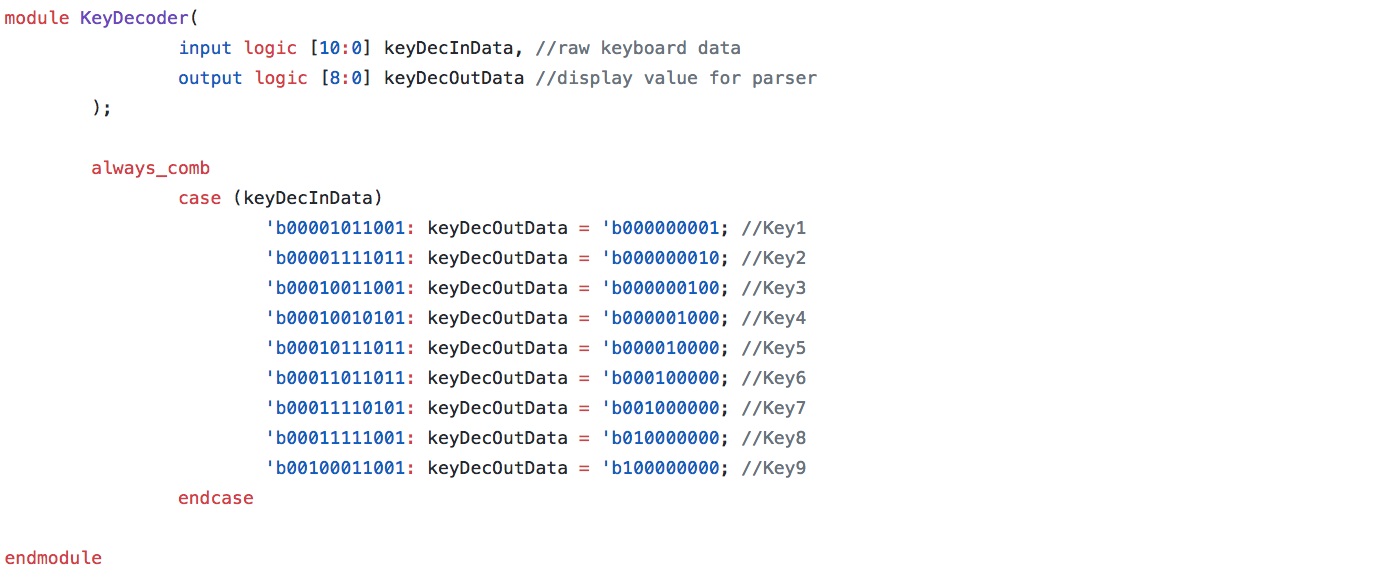 module KeyDecoder(
input logic [10:0] keyDecInData, //raw keyboard data
output logic [8:0] keyDecOutData //display value for parser
);
always_comb
case (keyDecInData)
'b00001011001: keyDecOutData = 'b000000001; //Key1
'b00001111011: keyDecOutData = 'b000000010; //Key2
'b00010011001: keyDecOutData = 'b000000100; //Key3
'b00010010101: keyDecOutData = 'b000001000; //Key4
'b00010111011: keyDecOutData = 'b000010000; //Key5
'b00011011011: keyDecOutData = 'b000100000; //Key6
'b00011110101: keyDecOutData = 'b001000000; //Key7
'b00011111001: keyDecOutData = 'b010000000; //Key8
'b00100011001: keyDecOutData = 'b100000000; //Key9
endcase
endmodule